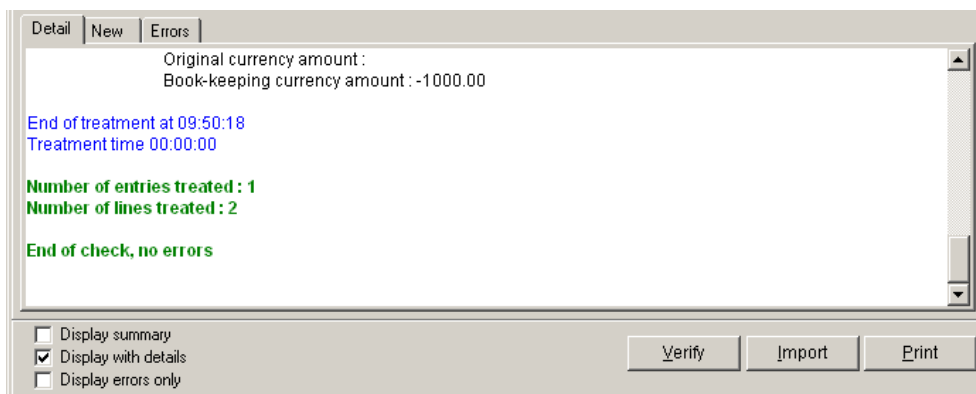 Detail New Errors
Original currency amount :
Book-keeping currency amount : -1000.00
End of treatment at 09:50:18
Treatment time 00:00:00
Number of entries treated : 1
Number of lines treated : 2
End of check, no errors
Display summary
Display with details
Display errors only
Verify Import Print